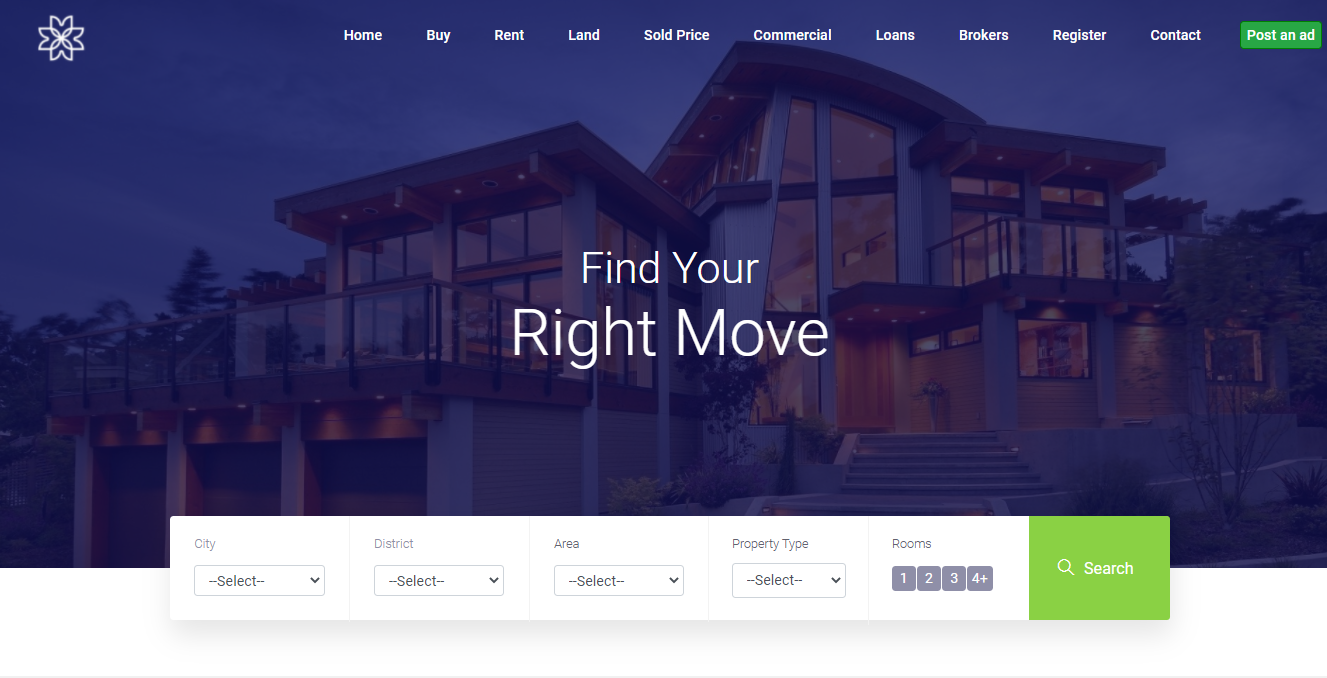 Home Buy Rent Land Sold Price Commercial Loans Brokers Register Contact Post an ad
Find Your
Right Move
City District Area Property Type Rooms
--Select-- --Select-- --Select-- --Select-- 1 2 3 4+ Search